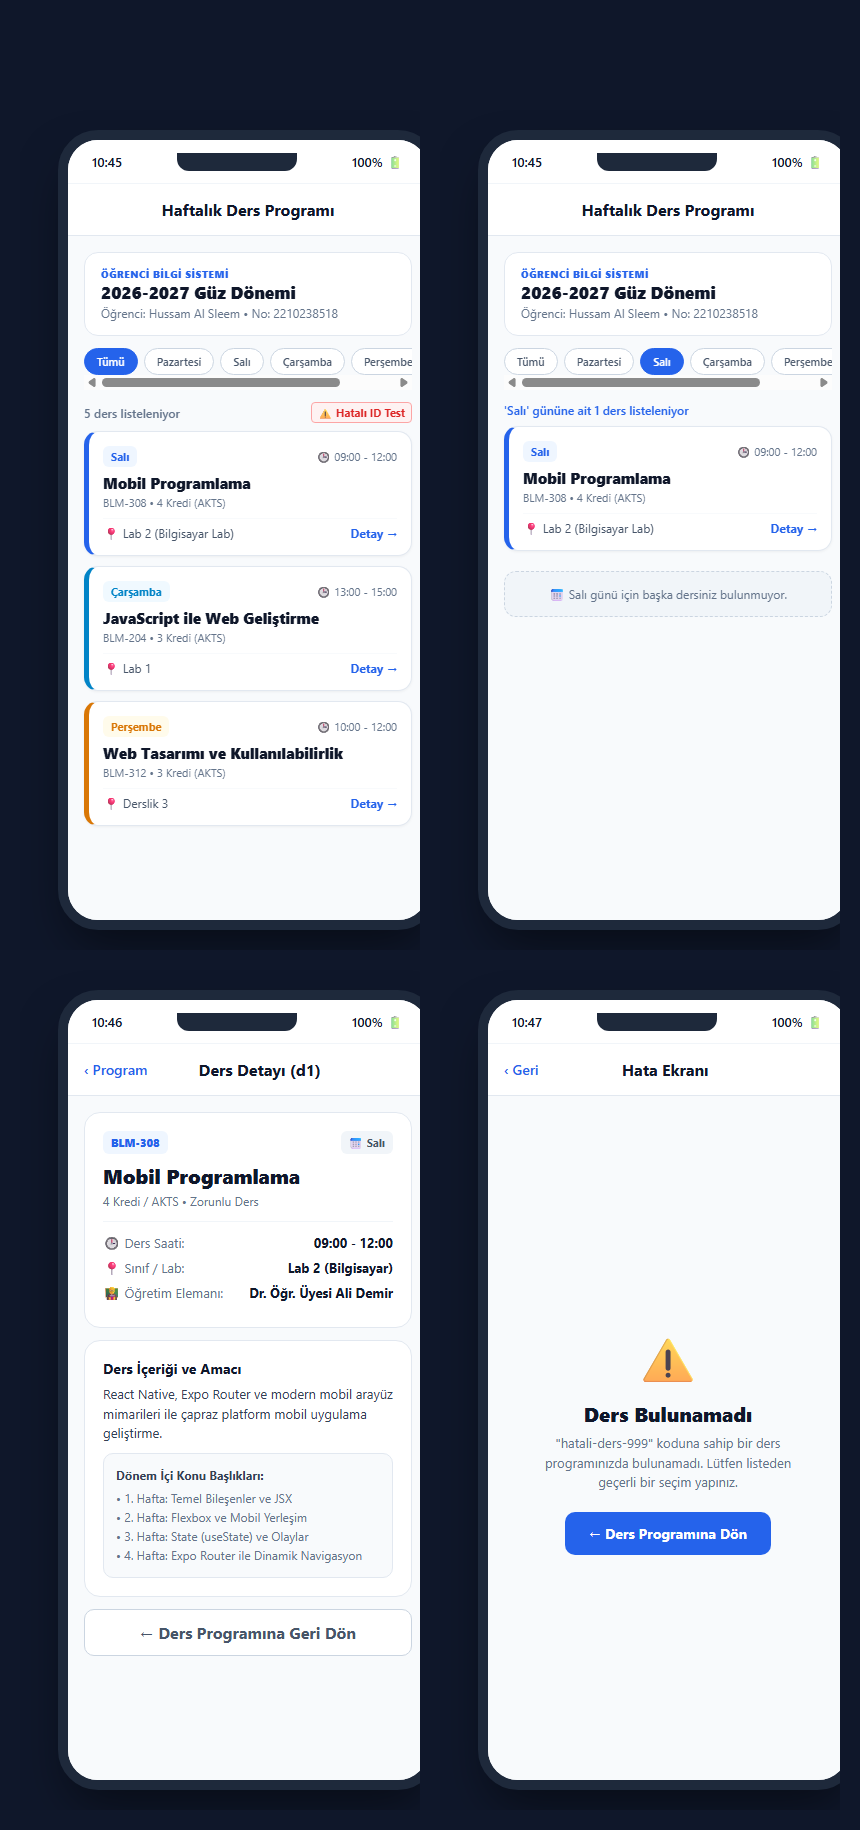 10:45
100%
Haftalık Ders Programı
ÖĞRENCİ BİLGİ SİSTEMİ
2026-2027 Güz Dönemi
Öğrenci: Hussam Al Sleem • No: 2210238518
Tümü Pazartesi Salı Çarşamba Perşembe
5 ders listeleniyor
Hatalı ID Test
Salı
09:00 - 12:00
Mobil Programlama
BLM-308 • 4 Kredi (AKTS)
Lab 2 (Bilgisayar Lab)
Detay →
Çarşamba
13:00 - 15:00
JavaScript ile Web Geliştirme
BLM-204 • 3 Kredi (AKTS)
Lab 1
Detay →
Perşembe
10:00 - 12:00
Web Tasarımı ve Kullanılabilirlik
BLM-312 • 3 Kredi (AKTS)
Derslik 3
Detay →
10:45
100%
Haftalık Ders Programı
ÖĞRENCİ BİLGİ SİSTEMİ
2026-2027 Güz Dönemi
Öğrenci: Hussam Al Sleem • No: 2210238518
Tümü Pazartesi Salı Çarşamba Perşembe
'Salı' gününe ait 1 ders listeleniyor
Salı
09:00 - 12:00
Mobil Programlama
BLM-308 • 4 Kredi (AKTS)
Lab 2 (Bilgisayar Lab)
Detay →
Salı günü için başka dersiniz bulunmuyor.
10:46
100%
‹ Program
Ders Detayı (d1)
BLM-308
Salı
Mobil Programlama
4 Kredi / AKTS • Zorunlu Ders
Ders Saati:
09:00 - 12:00
Sınıf / Lab:
Lab 2 (Bilgisayar)
Öğretim Elemanı:
Dr. Öğr. Üyesi Ali Demir
Ders İçeriği ve Amacı
React Native, Expo Router ve modern mobil arayüz
mimarileri ile çapraz platform mobil uygulama
geliştirme.
Dönem İçi Konu Başlıkları:
• 1. Hafta: Temel Bileşenler ve JSX
• 2. Hafta: Flexbox ve Mobil Yerleşim
• 3. Hafta: State (useState) ve Olaylar
• 4. Hafta: Expo Router ile Dinamik Navigasyon
← Ders Programına Geri Dön
10:47
100%
‹ Geri
Hata Ekranı
Ders Bulunamadı
"hatali-ders-999" koduna sahip bir ders
programınızda bulunamadı. Lütfen listeden
geçerli bir seçim yapınız.
← Ders Programına Dön